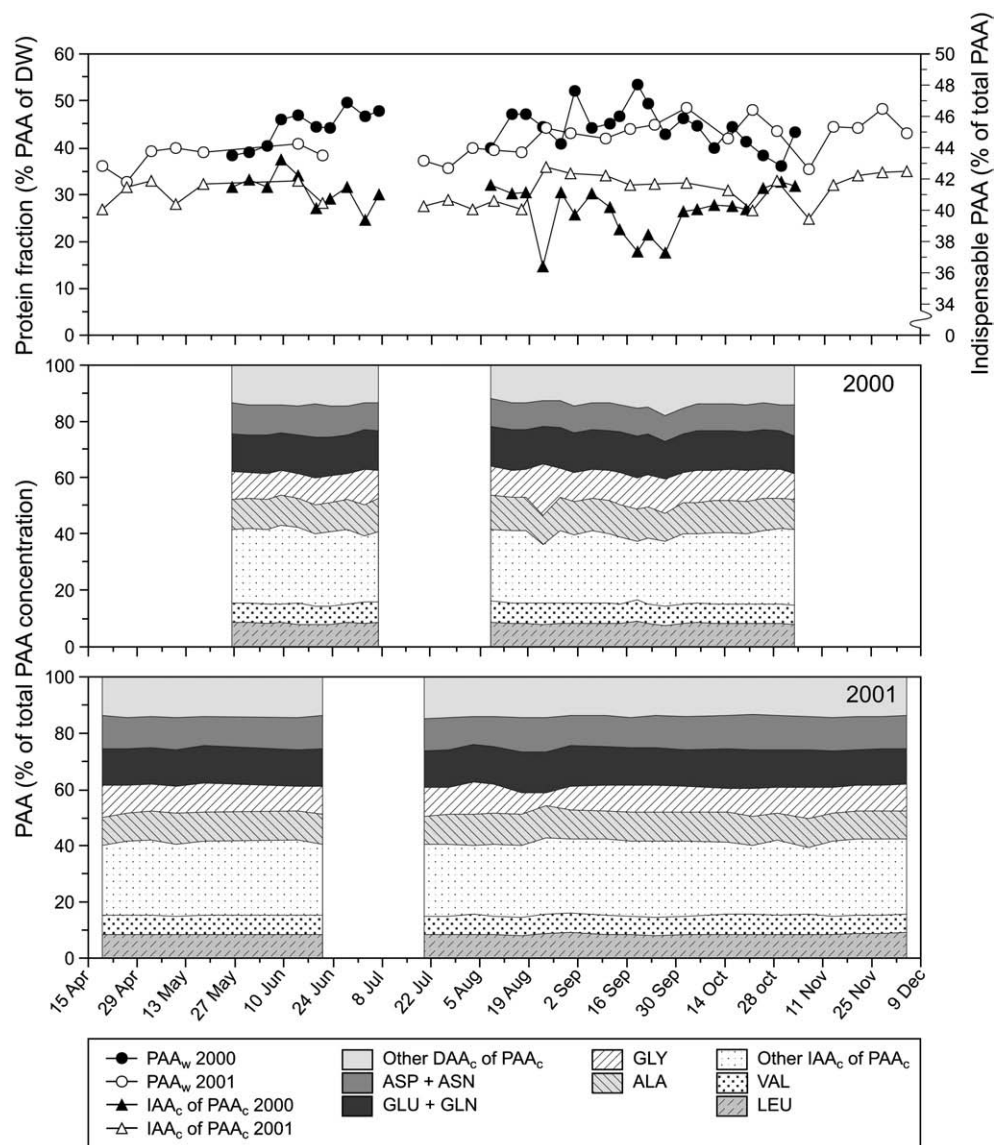 Protein fraction (% PAA of DW)
60
50
40
30
20
10
0
50
48
46
44
42
40
38
36
34
0
Indispensable PAA (% of total PAA)
PAA (% of total PAA concentration)
100
80
60
40
20
0
2000
100
80
60
40
20
0
2001
15 Apr
29 Apr
13 May
27 May
10 Jun
24 Jun
8 Jul
22 Jul
5 Aug
19 Aug
2 Sep
16 Sep
30 Sep
14 Oct
28 oct
11 Nov
25 Nov
9 Dec
PAAw 2000
PAAw 2001
IAAc of PAAc 2000
IAAc of PAAc 2001
Other DAAc of PAAc
ASP + ASN
GLU + GLN
GLY
ALA
Other IAAc of PAAc
VAL
LEU